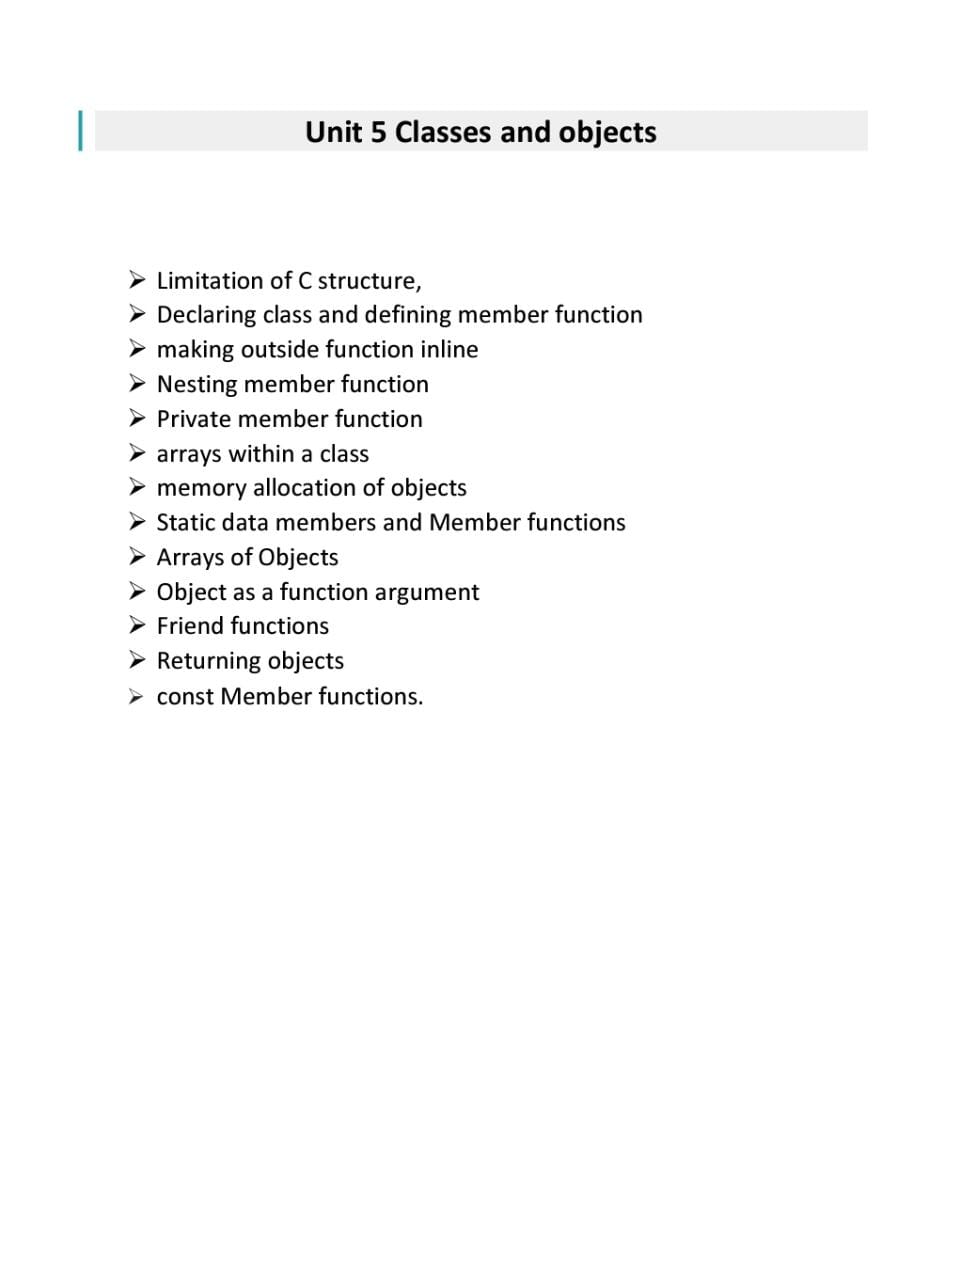 Unit 5 Classes and objects
➢ Limitation of C structure,
➢ Declaring class and defining member function
➢ making outside function inline
➢ Nesting member function
➢ Private member function
➢ arrays within a class
➢ memory allocation of objects
➢ Static data members and Member functions
➢ Arrays of Objects
➢ Object as a function argument
➢ Friend functions
➢ Returning objects
➢ const Member functions.